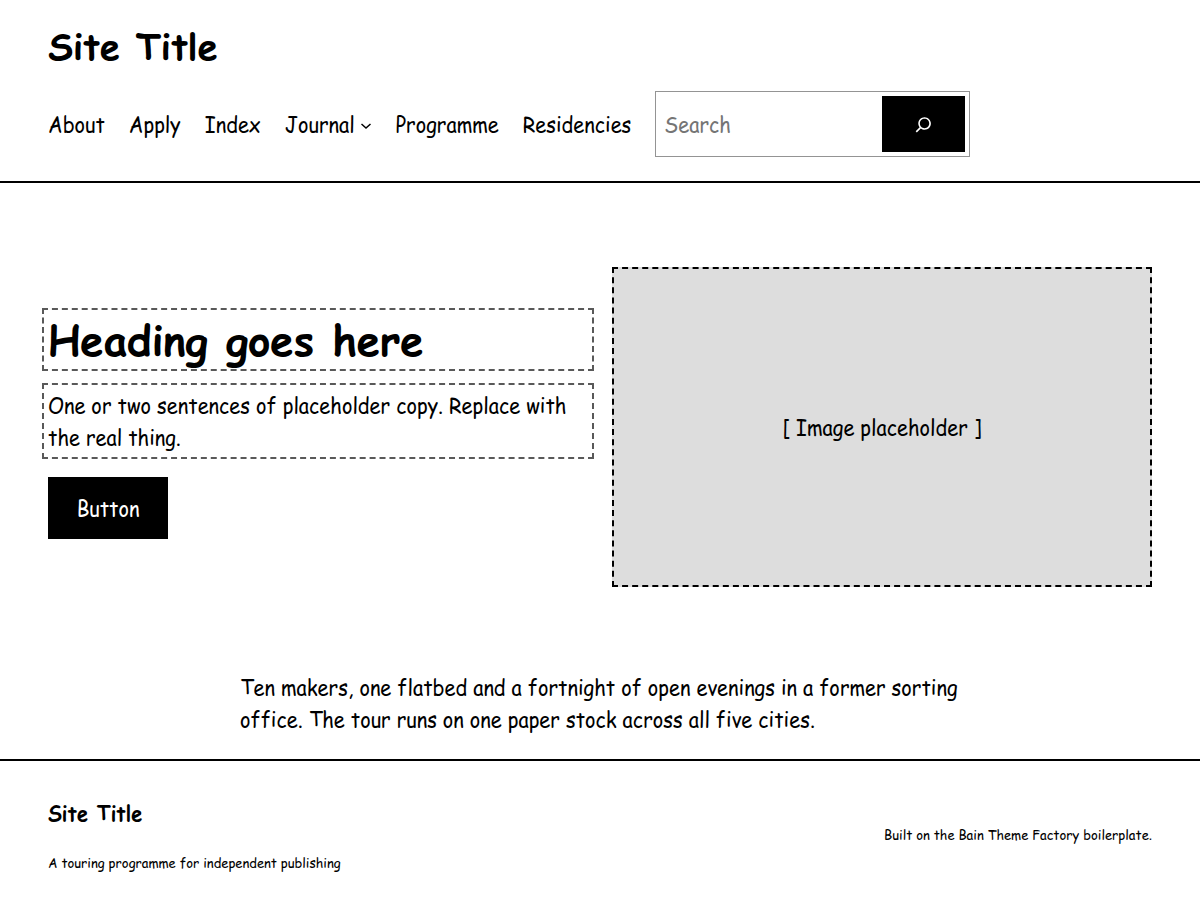 Site Title
About Apply Index Journal Programme Residencies Search
Heading goes here
One or two sentences of placeholder copy. Replace with
the real thing.
Button
[ Image placeholder ]
Ten makers, one flatbed and a fortnight of open evenings in a former sorting
office. The tour runs on one paper stock across all five cities.
Site Title
A touring programme for independent publishing
Built on the Bain Theme Factory boilerplate.